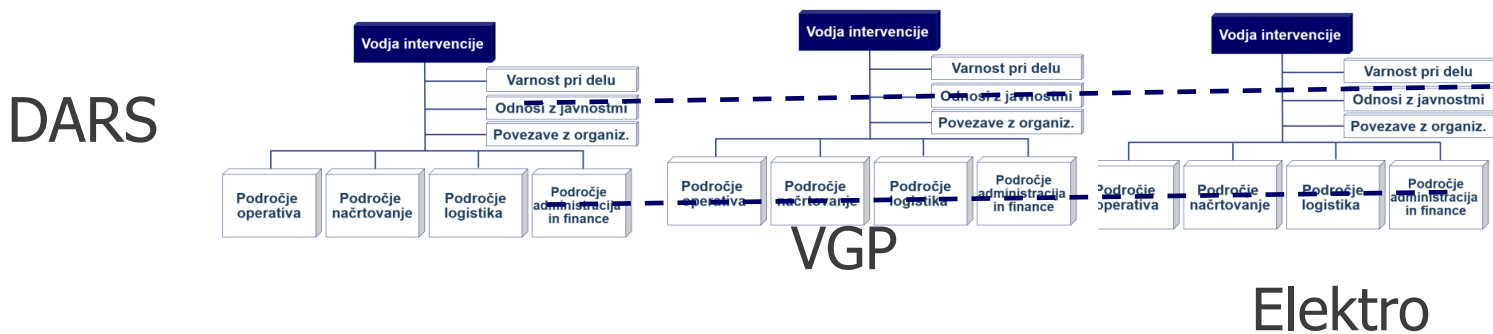 DARS
Vodja intervencije
Varnost pri delu
Odnosi z javnostmi
Povezave z organiz.
Področje
operativa
Področje
načrtovanje
Področje
logistika
Področje
administracija
in finance
VGP
Vodja intervencije
Varnost pri delu
Odnosi z javnostmi
Povezave z organiz.
Področje
operativa
Področje
načrtovanje
Področje
logistika
Področje
administracija
in finance
Elektro
Vodja intervencije
Varnost pri delu
Odnosi z javnostmi
Povezave z organiz.
Področje
operativa
Področje
načrtovanje
Področje
logistika
Področje
administracija
in finance